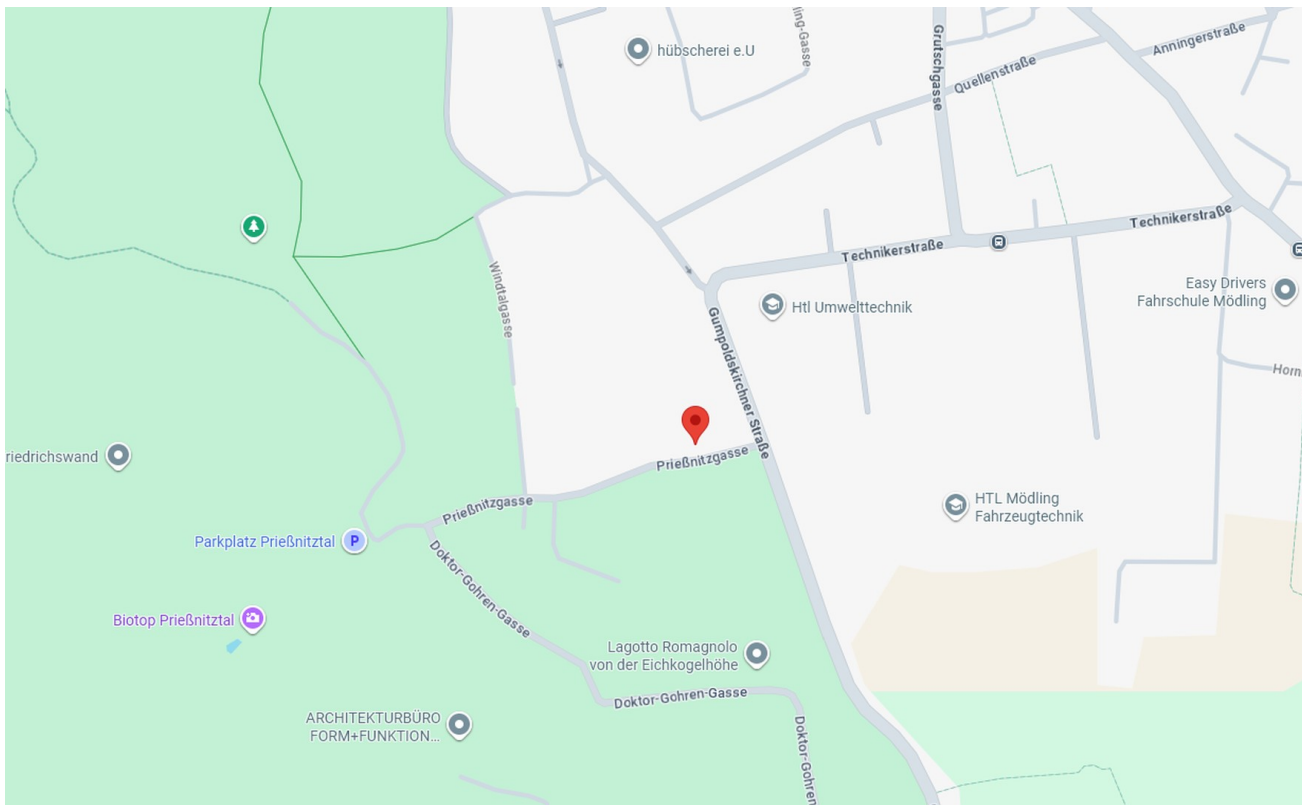 hübscherei e.U
ling-Gasse
Grutschgasse
Anningerstraße
Quellenstraße
Technikerstraße
Technikerstraße
Windtalgasse
Easy Drivers
Fahrschule Mödling
Htl Umwelttechnik
Gumpoldskirchner Straße
Horn
riedrichswand
Prießnitzgasse
Prießnitzgasse
HTL Mödling
Fahrzeugtechnik
Parkplatz Prießnitztal
P
Doktor-Gohren-Gasse
Biotop Prießnitztal
Lagotto Romagnolo
von der Eichkogelhöhe
Doktor-Gohren-Gasse
ARCHITEKTURBÜRO
FORM+FUNKTION...
Doktor-Gohren